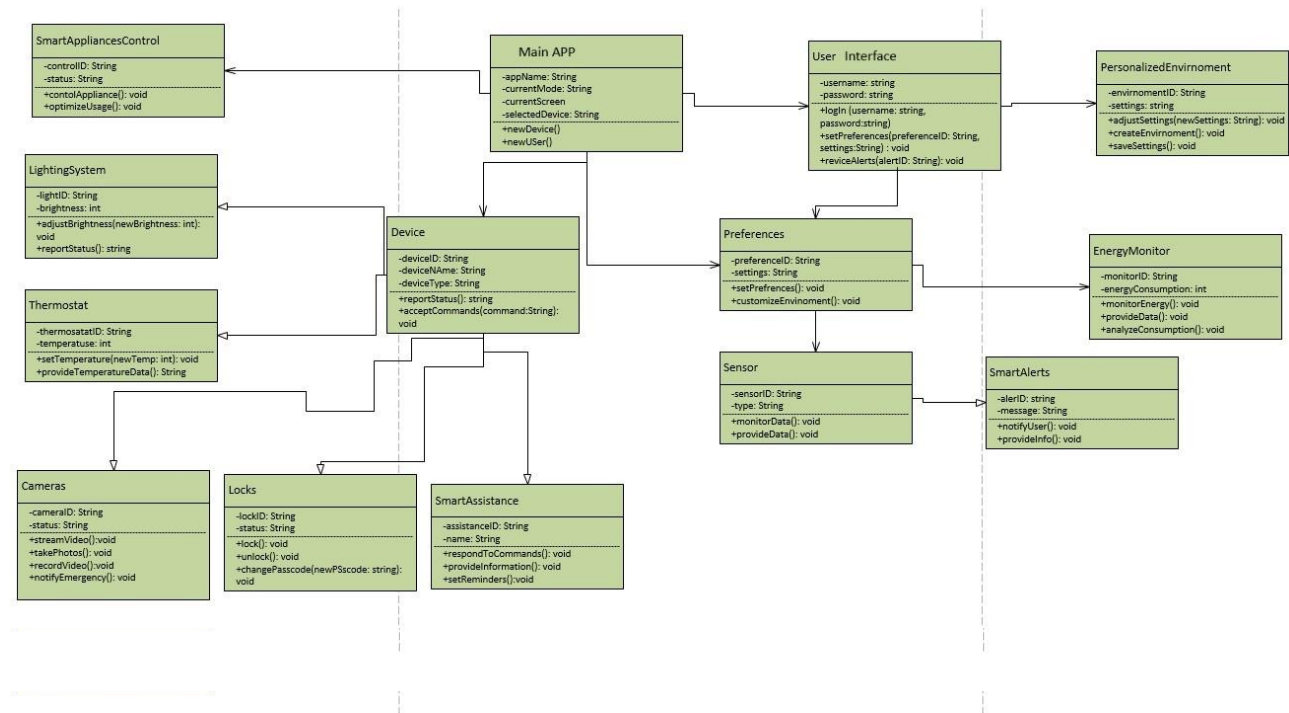 SmartAppliancesControl
-controlID: String
-status: String
+contolAppliance(): void
+optimizeUsage(): void
Main APP
-appName: String
-currentMode: String
-currentScreen
-selectedDevice: String
+newDevice()
+newUSer()
User Interface
-username: string
-password: string
+logIn (username: string,
password:string)
+setPreferences(preferenceID: String,
settings:String) : void
+reviceAlerts(alertID: String): void
PersonalizedEnvirnoment
-envirnomentID: String
-settings: string
+adjustSettings(newSettings: String): void
+createEnvirnoment(): void
+saveSettings(): void
LightingSystem
-lightID: String
-brightness: int
+adjustBrightness(newBrightness: int):
void
+reportStatus(): string
Device
-deviceID: String
-deviceNAme: String
-deviceType: String
+reportStatus(): string
+acceptCommands(command:String):
void
Preferences
-preferenceID: String
-settings: String
+setPrefrences(): void
+customizeEnvinoment(): void
EnergyMonitor
-monitorID: String
-energyConsumption: int
+monitorEnergy(): void
+provideData(): void
+analyzeConsumption(): void
Thermostat
-thermosatatID: String
-temperatuse: int
+setTemperature(newTemp: int): void
+provideTemperatureData(): String
Sensor
-sensorID: String
-type: String
+monitorData(): void
+provideData(): void
SmartAlerts
-alerID: string
-message: String
+notifyUser(): void
+provideInfo(): void
Cameras
-cameraID: String
-status: String
+streamVideo():void
+takePhotos(): void
+recordVideo():void
+notifyEmergency(): void
Locks
-lockID: String
-status: String
+lock(): void
+unlock(): void
+changePasscode(newPSscode: string):
void
SmartAssistance
-assistanceID: String
-name: String
+respondToCommands(): void
+provideInformation(): void
+setReminders():void